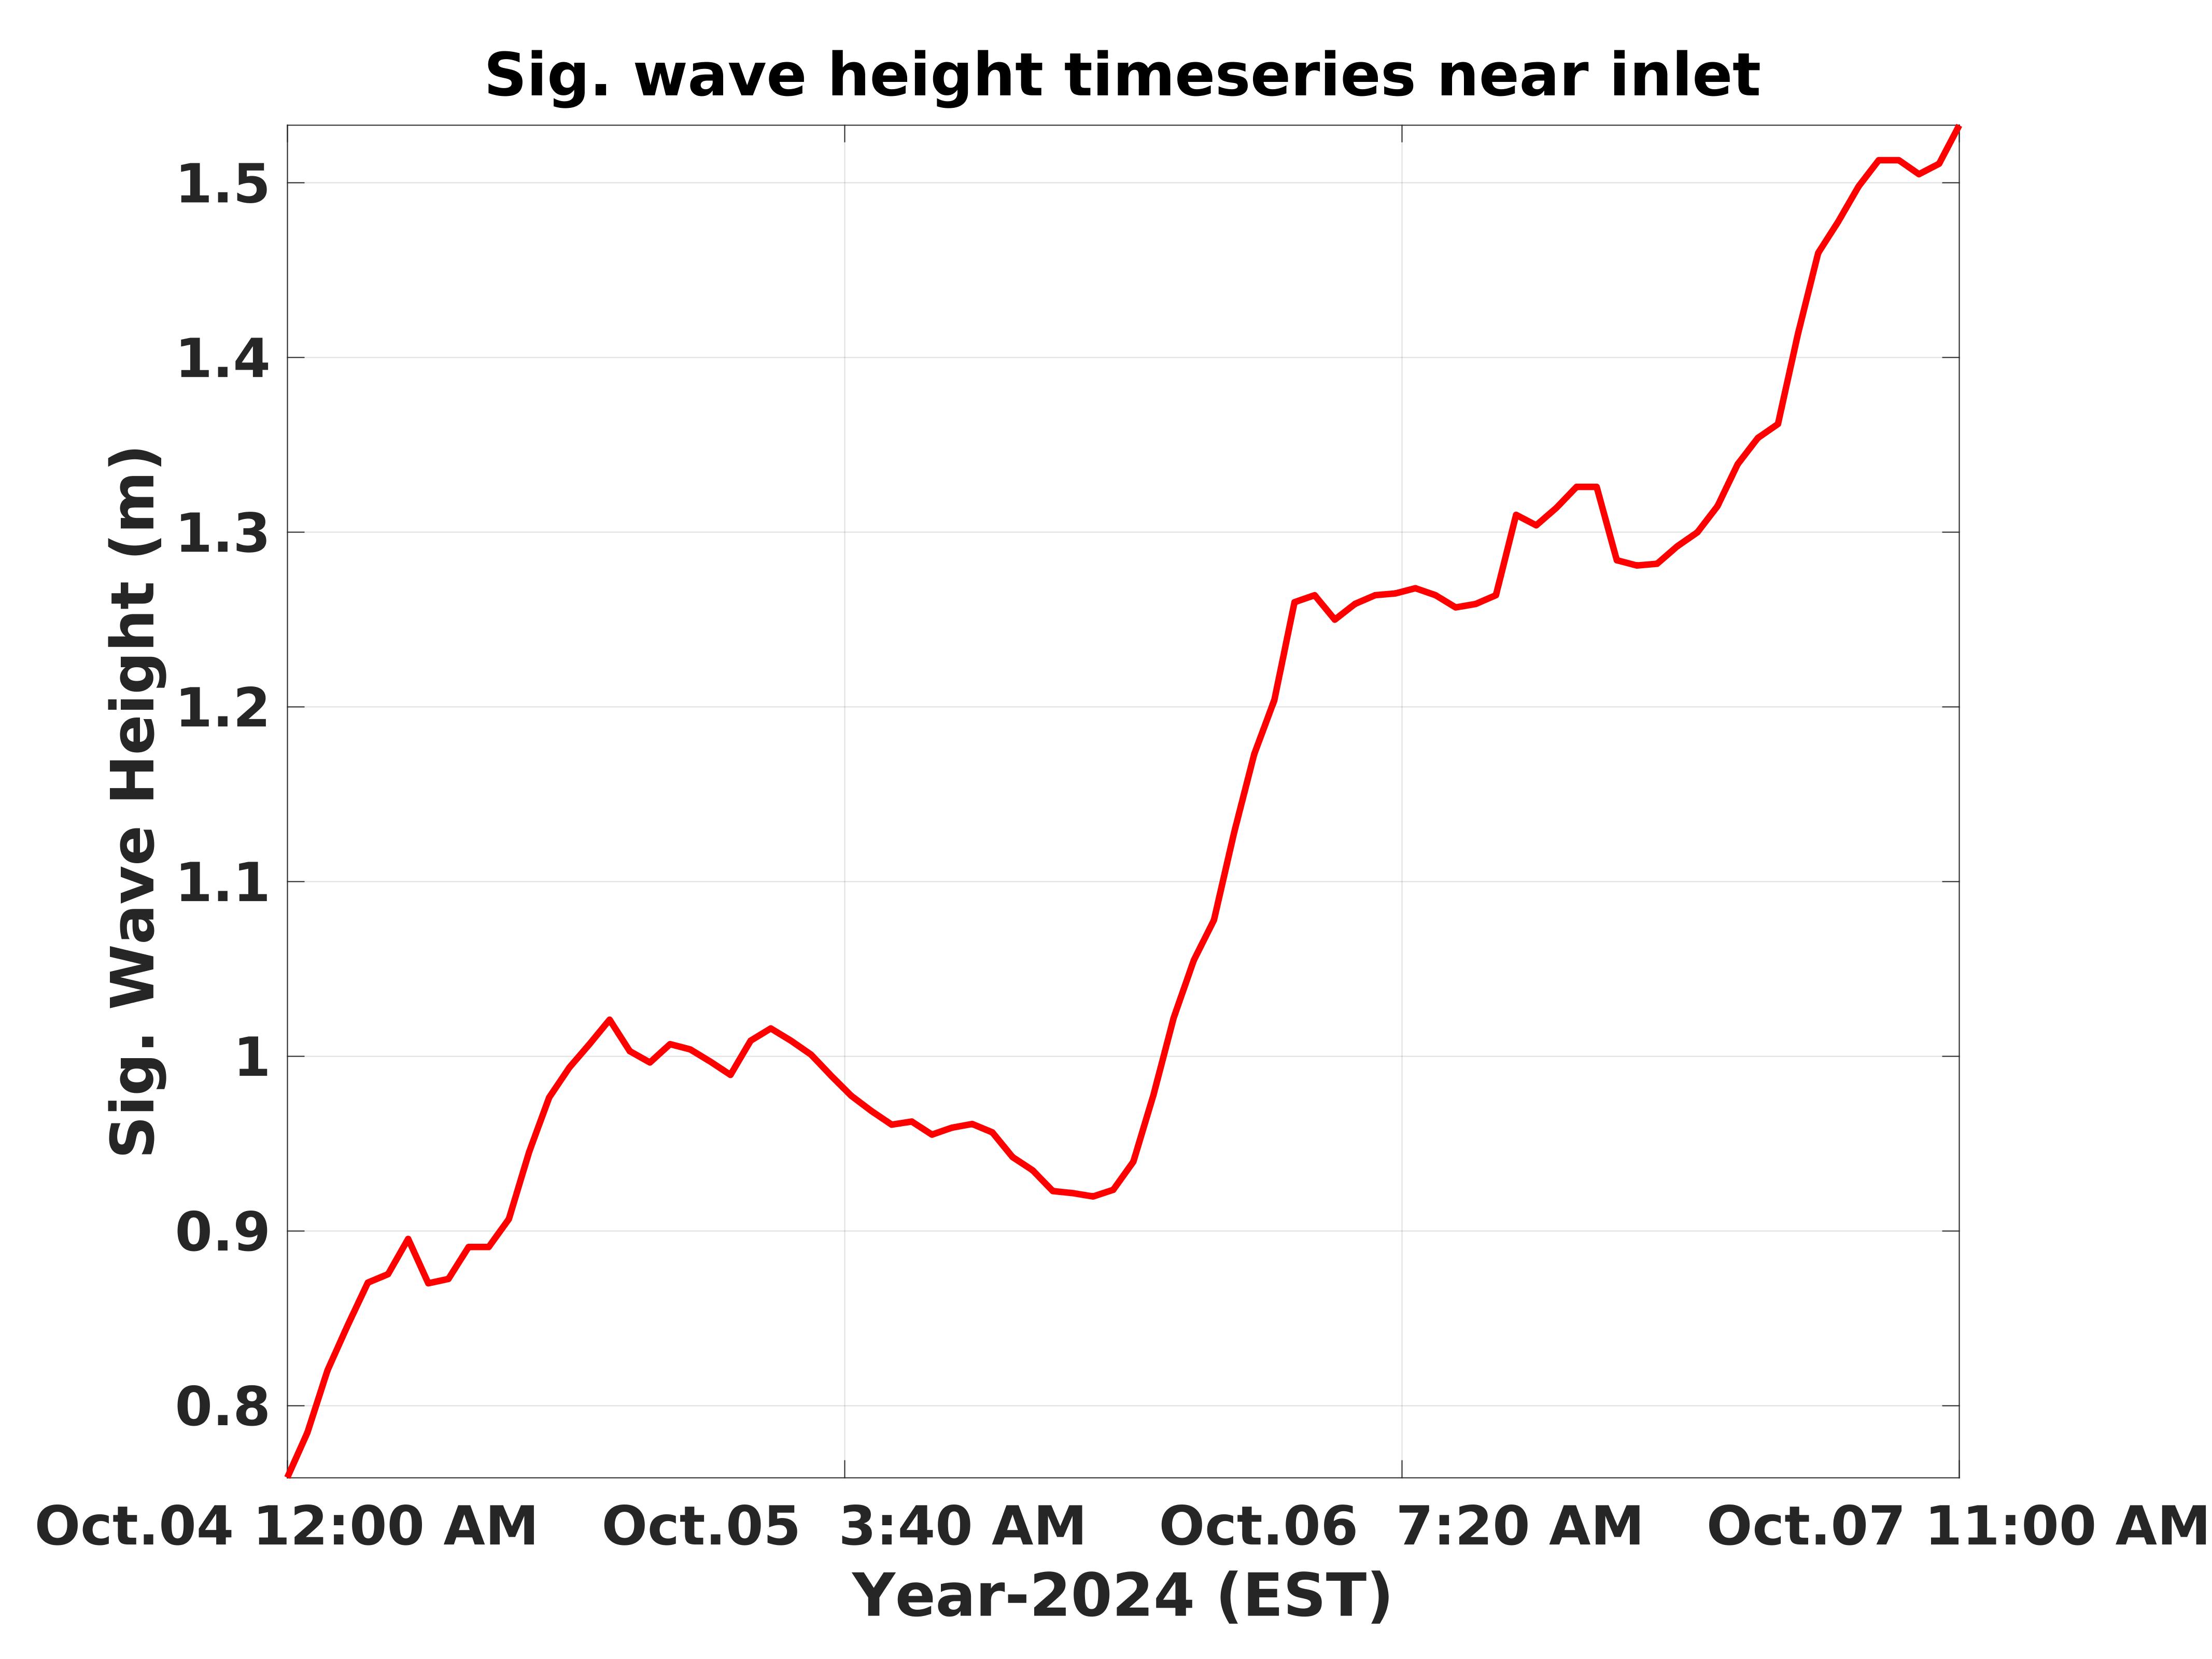 Sig. wave height timeseries near inlet
Sig. Wave Height (m)
1.5
1.4
1.3
1.2
1.1
1
0.9
0.8
Oct.04 12:00 AM Oct.05 3:40 AM Oct.06 7:20 AM Oct.07 11:00 AM
Year-2024 (EST)